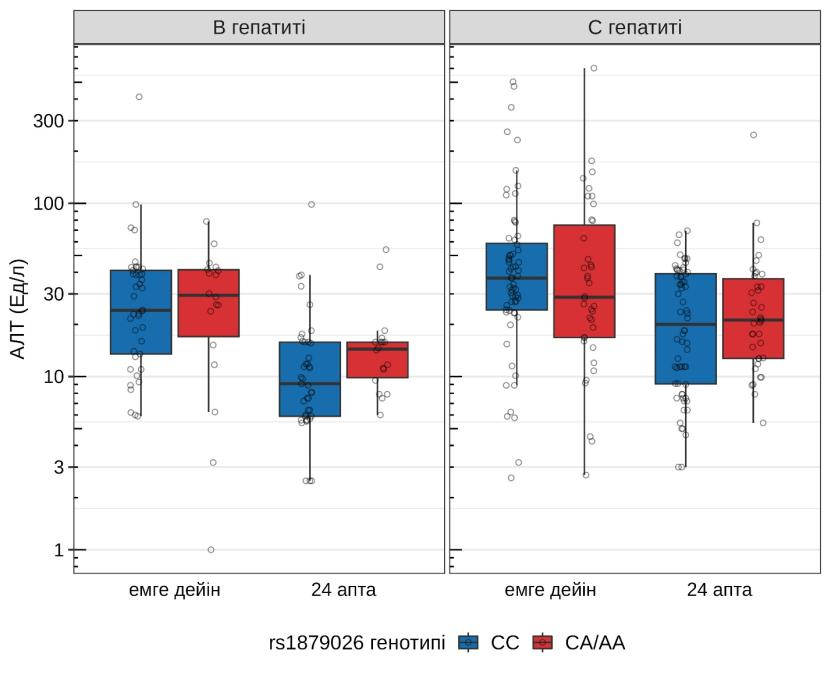 В гепатиті
С гепатиті
АЛТ (Ед/л)
300
100
30
10
3
1
емге дейін
24 апта
емге дейін
24 апта
rs1879026 генотипі
CC
CA/AA